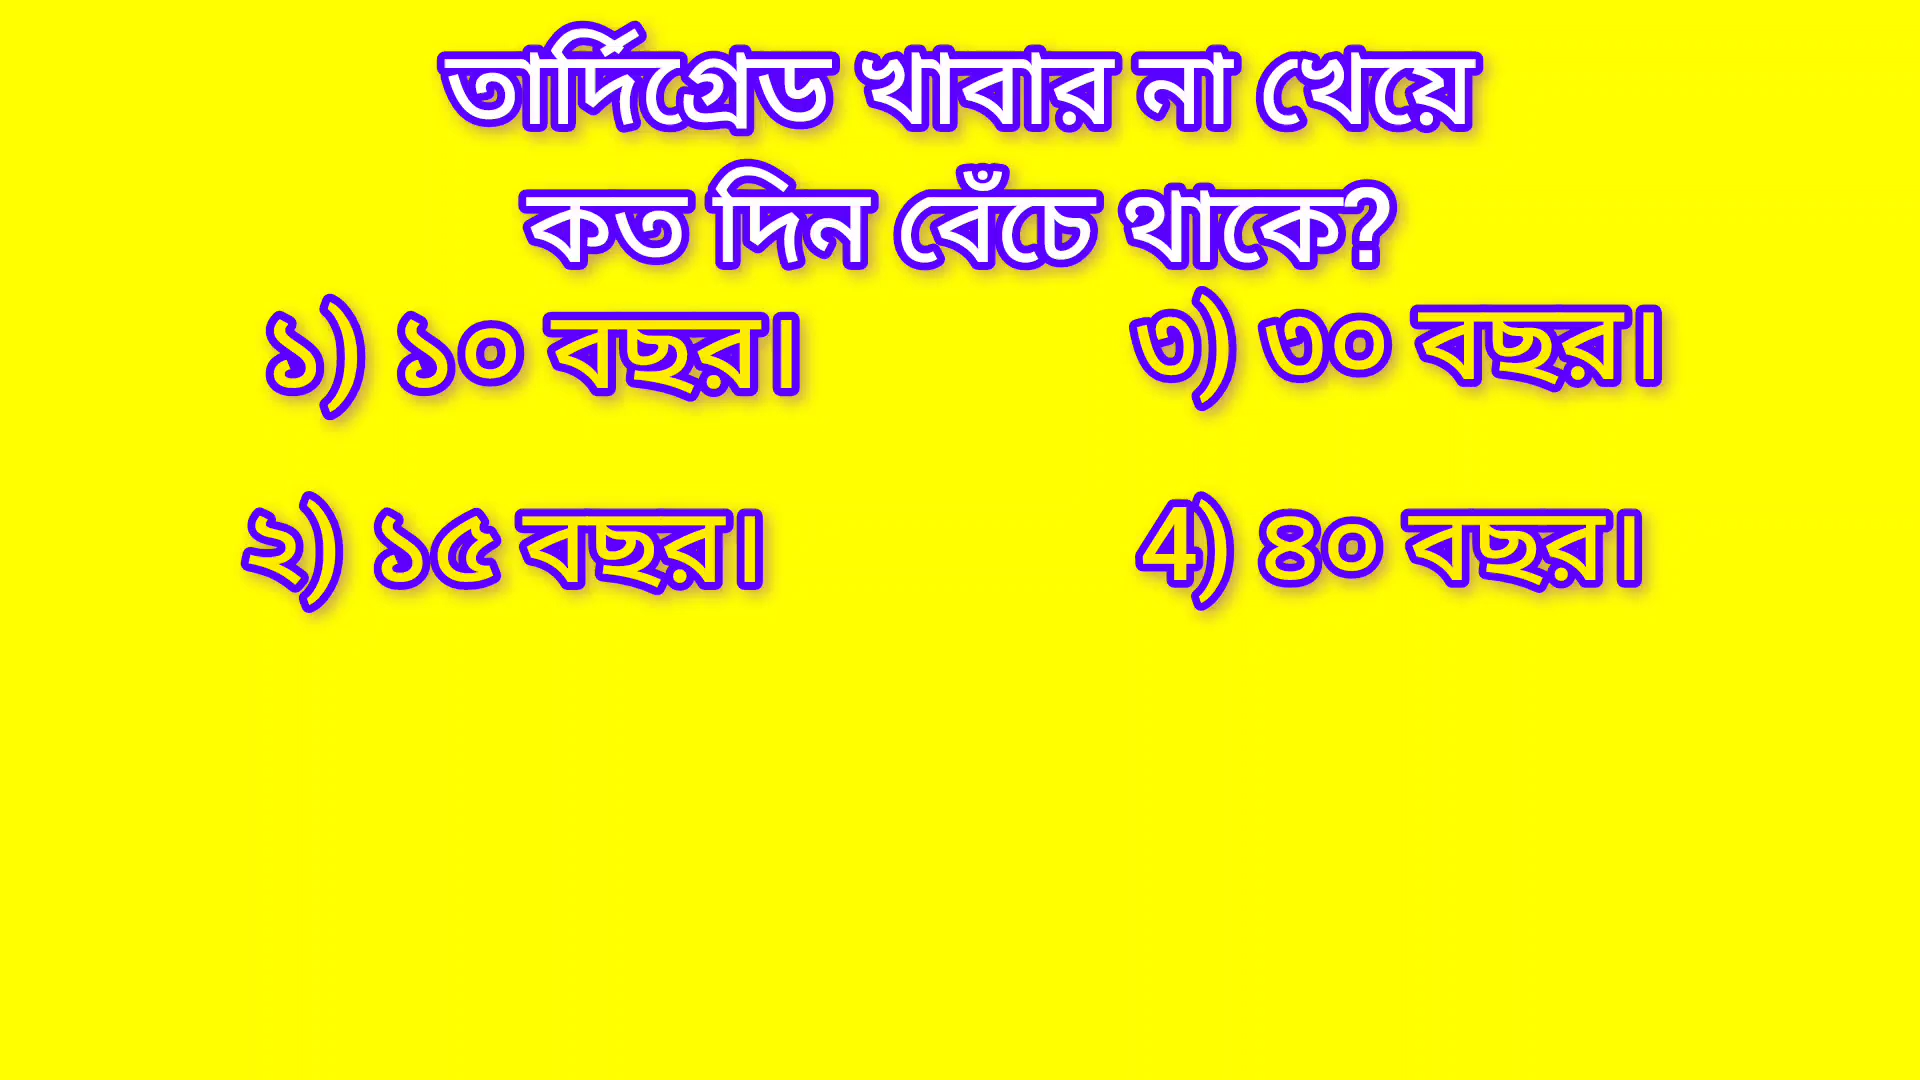 তার্দিগ্রেড খাবার না খেয়ে
কত দিন বেঁচে থাকে?
১) ১০ বছর।
৩) ৩০ বছর।
২) ১৫ বছর।
4) ৪০ বছর।